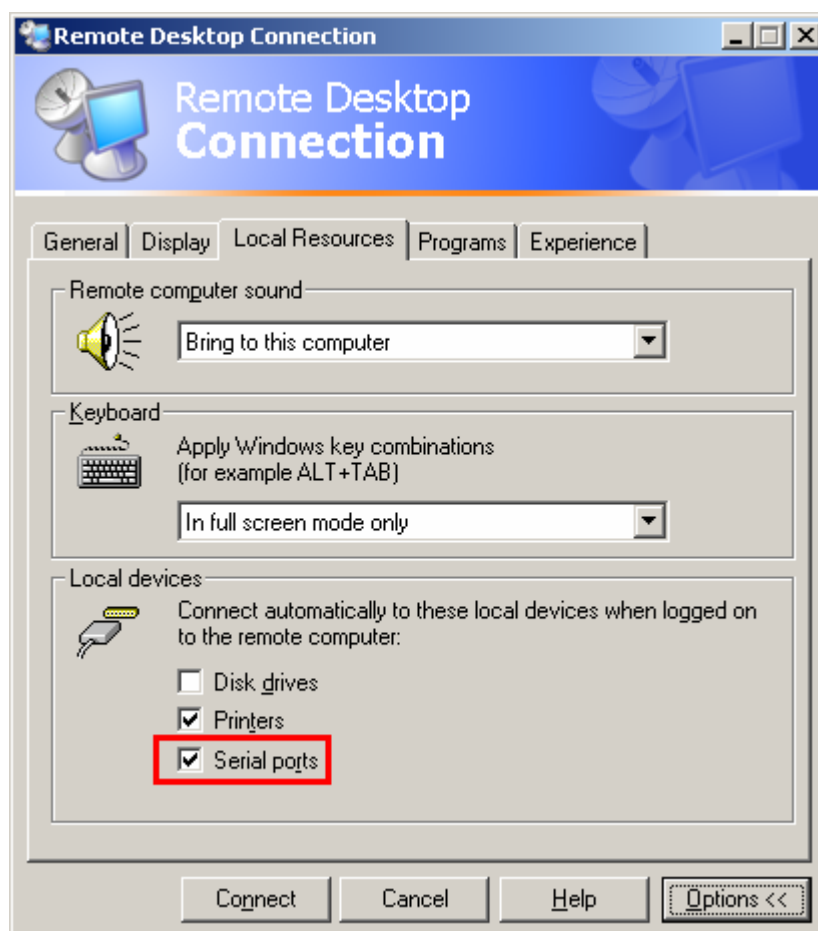 Remote Desktop Connection
Remote Desktop
Connection
General Display Local Resources Programs Experience
Remote computer sound
Bring to this computer
Keyboard
Apply Windows key combinations
(for example ALT+TAB)
In full screen mode only
Local devices
Connect automatically to these local devices when logged on
to the remote computer:
Disk drives
Printers
Serial ports
Connect Cancel Help Options <<